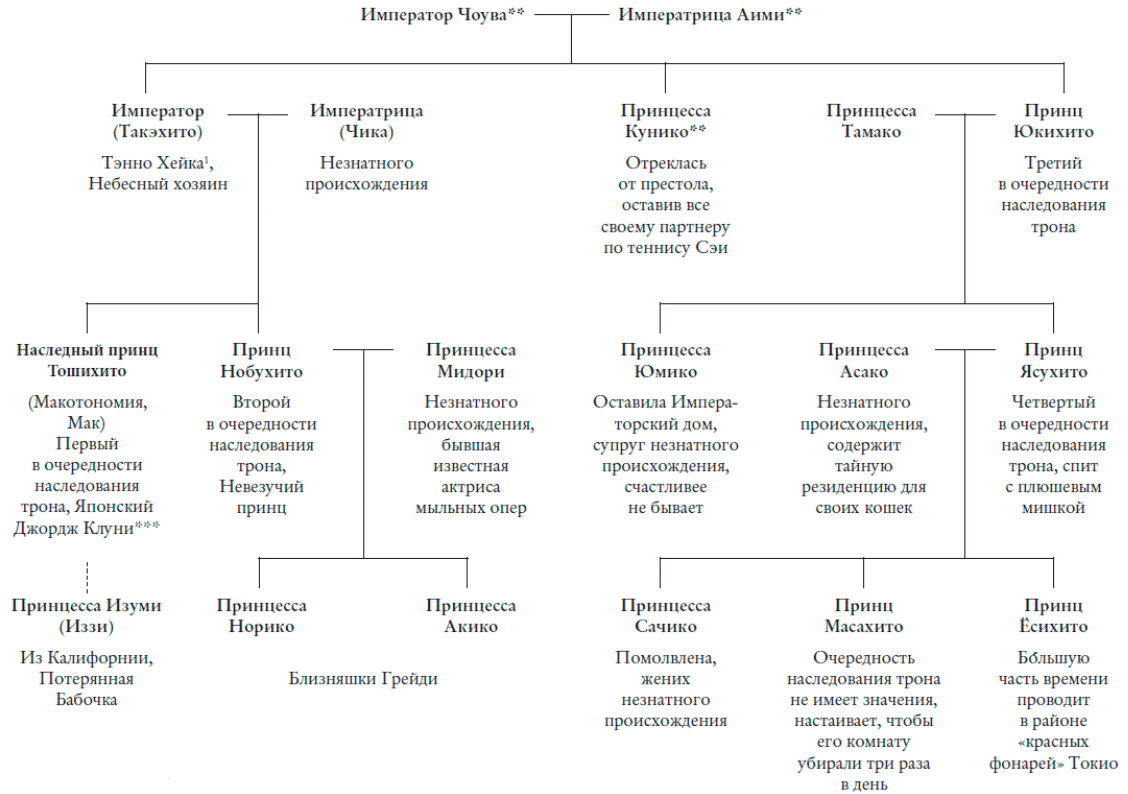 Император Чоува**
Императрица Аими**
Император
(Такэхито)
Тэнно Хейка¹,
Небесный хозяин
Императрица
(Чика)
Незнатного
происхождения
Принцесса
Кунико**
Отреклась
от престола,
оставив все
своему партнеру
по теннису Сэи
Принцесса
Тамако
Принц
Юкихито
Третий
в очередности
наследования
трона
Наследный принц
Тошихито
(Макотономия,
Мак)
Первый
в очередности
наследования
трона, Японский
Джордж Клуни***
Принц
Нобухито
Второй
в очередности
наследования
трона,
Невезучий
принц
Принцесса
Мидори
Незнатного
происхождения,
бывшая
известная
актриса
мыльных опер
Принцесса
Юмико
Оставила Импера-
торский дом,
супруг незнатного
происхождения,
счастливее
не бывает
Принцесса
Асако
Незнатного
происхождения,
содержит
тайную
резиденцию для
своих кошек
Принц
Ясухито
Четвертый
в очередности
наследования
трона, спит
с плюшевым
мишкой
Принцесса Изуми
(Иззи)
Из Калифорнии,
Потерянная
Бабочка
Принцесса
Норико
Принцесса
Акико
Близняшки Грейди
Принцесса
Сачико
Помолвлена,
жених
незнатного
происхождения
Принц
Масахито
Очередность
наследования трона
не имеет значения,
настаивает, чтобы
его комнату
убирали три раза
в день
Принц
Ёсихито
Бо́льшую
часть времени
проводит
в районе
«красных
фонарей» Токио